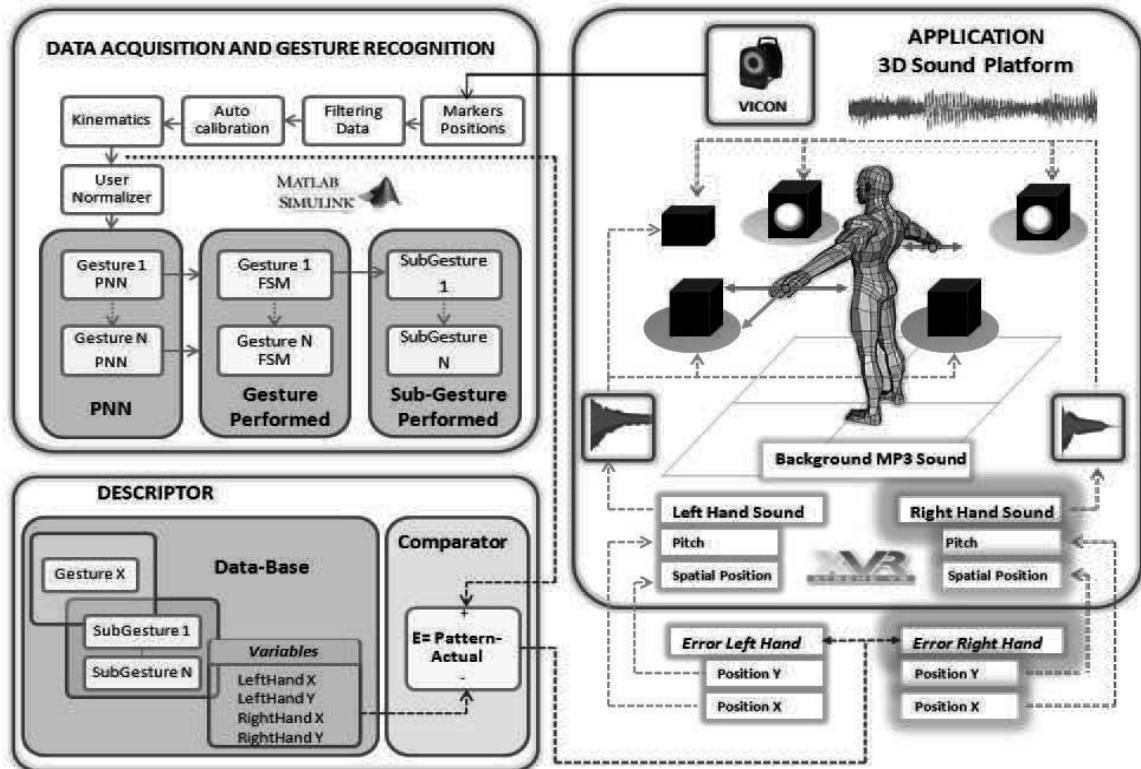 DATA ACQUISITION AND GESTURE RECOGNITION
Kinematics
Auto
calibration
Filtering
Data
Markers
Positions
User
Normalizer
MATLAB
SIMULINK
Gesture 1
PNN
Gesture N
PNN
PNN
Gesture 1
FSM
Gesture N
FSM
Gesture
Performed
SubGesture
1
SubGesture
N
Sub-Gesture
Performed
DESCRIPTOR
Data-Base
Gesture X
SubGesture 1
SubGesture N
Variables
LeftHand X
LeftHand Y
RightHand X
RightHand Y
Comparator
+
E= Pattern-
Actual
-
VICON
APPLICATION
3D Sound Platform
Background MP3 Sound
Left Hand Sound
Pitch
Spatial Position
Right Hand Sound
Pitch
Spatial Position
XVR
EXTREME VR
Error Left Hand
Position Y
Position X
Error Right Hand
Position Y
Position X